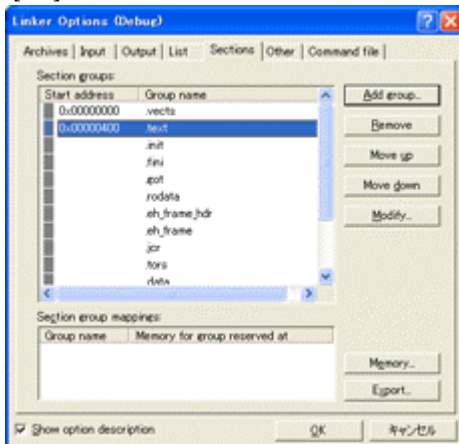 Linker Options (Debug)
Archives Input Output List Sections Other Command file
Section groups:
Start address Group name
0x00000000 .vects
0x00000400 .text
.init
.fini
.got
.rodata
.eh_frame_hdr
.eh_frame
.jcr
.tors
.data
Add group...
Remove
Move up
Move down
Modify...
Section group mappings:
Group name Memory for group reserved at
Memory...
Export...
Show option description
OK
キャンセル